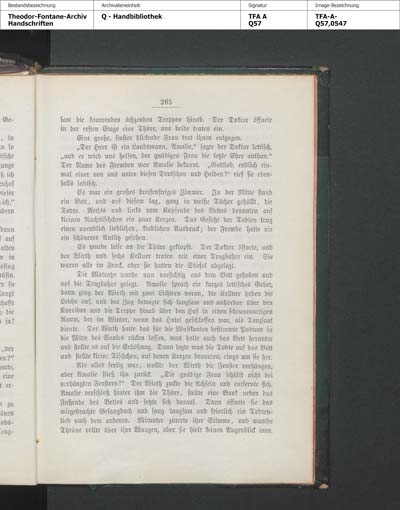 Bestandsbezeichnung Archivalieneinheit Signatur Image-Bezeichnung
Theodor-Fontane-Archiv Q - Handbibliothek TFA A TFA-A-
Handschriften Q57 Q57,0547
265
sam die knarrenden ächzenden Treppen hinab. Der Doktor öffnete
in der ersten Etage eine Thüre, und beide traten ein.
Eine große, finster blickende Frau trat ihnen entgegen.
„Der Herr ist ein Landsmann, Amalie,“ sagte der Doktor lettisch,
„und er wird uns helfen, der gnädigen Frau die letzte Ehre anthun.“
Der Name des Fremden war Amalie bekannt. „Gottlob, endlich ein-
mal einer von uns unter diesen Deutschen und Heiden!“ rief sie eben-
falls lettisch.
Es war ein großes dreifenstriges Zimmer. In der Mitte stand
ein Bett, und auf diesem lag, ganz in weiße Tücher gehüllt, die
Todte. Rechts und links vom Kopfende des Bettes brannten auf
kleinen Nachttischchen ein paar Kerzen. Das Gesicht der Todten trug
einen unendlich lieblichen, kindlichen Ausdruck; der Fremde hatte nie
ein schöneres Antlitz gesehen.
Es wurde leise an die Thüre geklopft. Der Doktor öffnete, und
der Wirth und sechs Kellner traten mit einer Tragbahre ein. Sie
waren alle im Frack, aber sie hatten die Stiefel abgelegt.
Die Matratze wurde nun vorsichtig aus dem Bett gehoben und
auf die Tragbahre gelegt. Amalie sprach ein kurzes lettisches Gebet,
dann ging der Wirth mit zwei Lichtern voran, die Kellner hoben die
Leiche auf, und der Zug bewegte sich langsam und unhörbar über den
Korridor und die Treppe hinab über den Hof in einen scheunenartigen
Raum, der im Winter, wenn das Hotel geschlossen war, als Tanzsaal
diente. Der Wirth hatte das für die Musikanten bestimmte Podium in
die Mitte des Saales rücken lassen, man holte auch das Bett herunter
und stellte es auf die Erhöhung. Dann legte man die Todte auf das Bett
und stellte kleine Tischchen, auf denen Kerzen brannten, rings um sie her.
Als alles fertig war, wollte der Wirth die Fenster verhängen,
aber Amalie stieß ihn zurück. „Die gnädige Frau schläft nicht bei
verhängten Fenstern!“ Der Wirth zuckte die Achseln und entfernte sich.
Amalie verschloß hinter ihm die Thüre, stellte eine Bank neben das
Fußende des Bettes und setzte sich darauf. Dann öffnete sie das
mitgebrachte Gesangbuch und sang langsam und feierlich ein Todten-
lied nach dem anderen. Mitunter zitterte ihre Stimme, und manche
Thräne rollte über ihre Wangen, aber sie hielt keinen Augenblick inne.